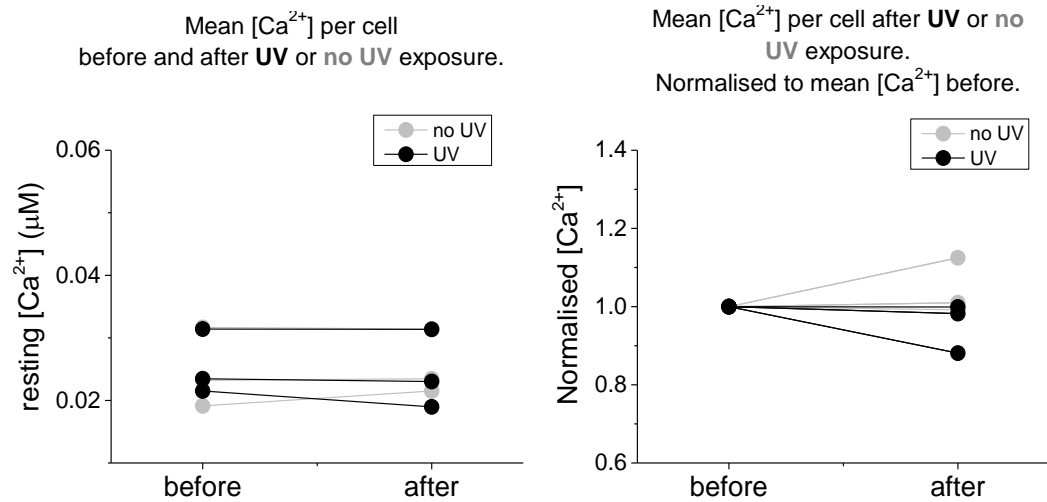 Mean [Ca²⁺] per cell
before and after UV or no UV exposure.
no UV
UV
0.06
0.04
0.02
resting [Ca²⁺] (μM)
before
after
Mean [Ca²⁺] per cell after UV or no
UV exposure.
Normalised to mean [Ca²⁺] before.
no UV
UV
1.4
1.2
1.0
0.8
0.6
Normalised [Ca²⁺]
before
after